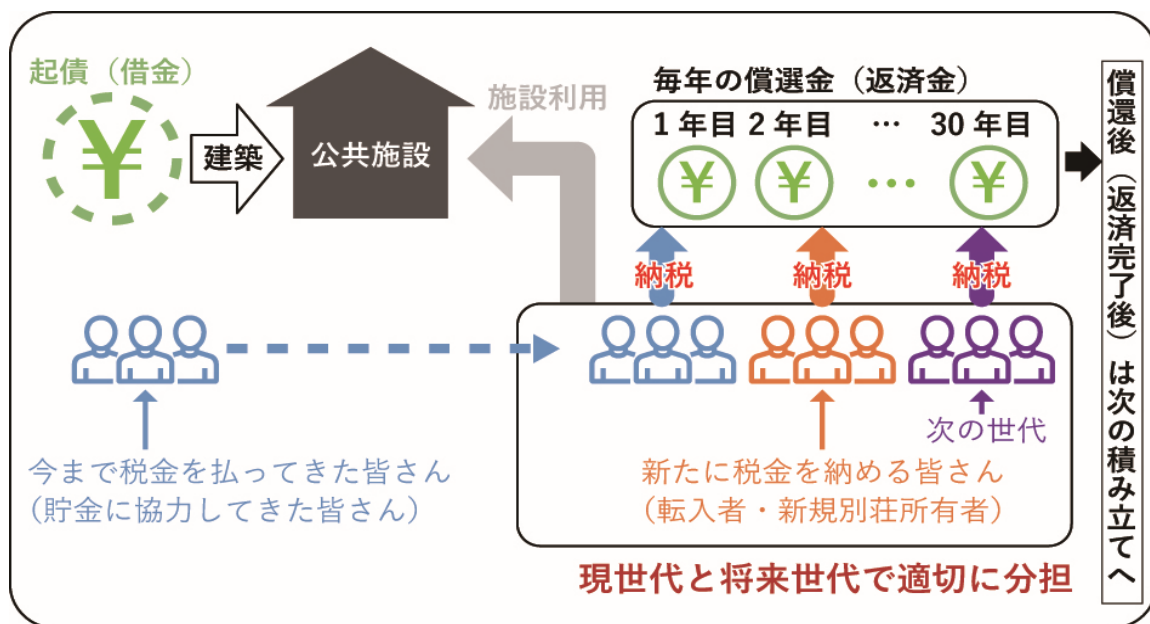 起債（借金）
¥
建築
公共施設
施設利用
毎年の償還金（返済金）
1 年目 2 年目 … 30 年目
¥ ¥ … ¥
納税 納税 納税
次の世代
今まで税金を払ってきた皆さん
(貯金に協力してきた皆さん)
新たに税金を納める皆さん
(転入者・新規別荘所有者)
現世代と将来世代で適切に分担
償還後（返済完了後）は次の積み立てへ